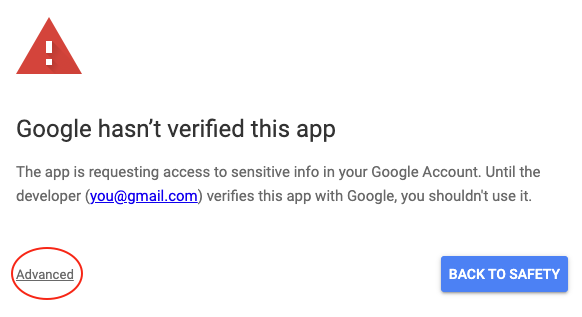 Google hasn’t verified this app
The app is requesting access to sensitive info in your Google Account. Until the
developer (you@gmail.com) verifies this app with Google, you shouldn't use it.
Advanced
BACK TO SAFETY